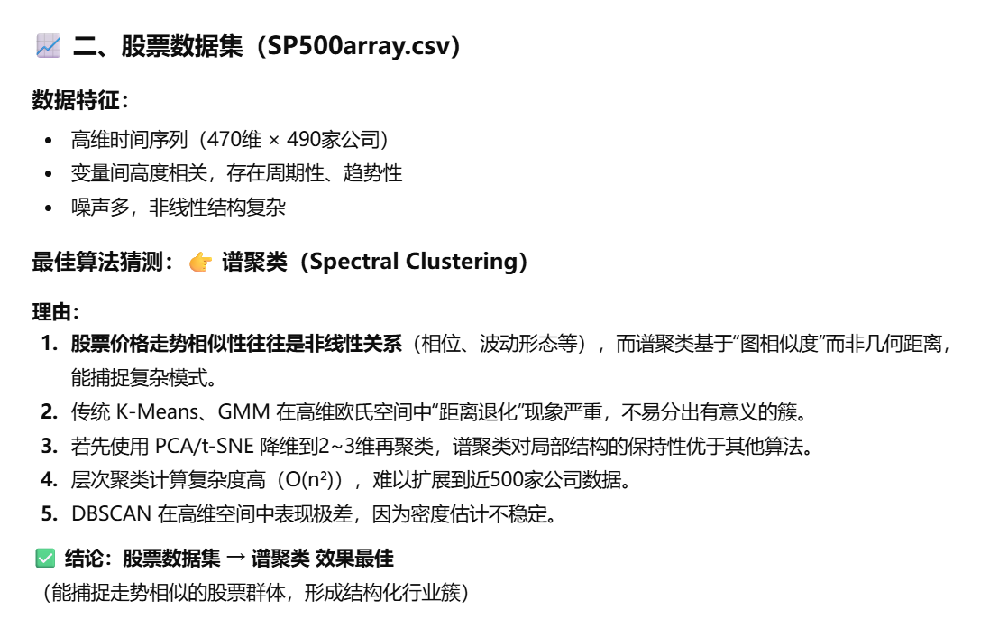 📈 二、股票数据集（SP500array.csv）
数据特征：
• 高维时间序列（470维 × 490家公司）
• 变量间高度相关，存在周期性、趋势性
• 噪声多，非线性结构复杂
最佳算法猜测：👉 谱聚类（Spectral Clustering）
理由：
1. 股票价格走势相似性往往是非线性关系（相位、波动形态等），而谱聚类基于“图相似度”而非几何距离，
能捕捉复杂模式。
2. 传统 K-Means、GMM 在高维欧氏空间中“距离退化”现象严重，不易分出有意义的簇。
3. 若先使用 PCA/t-SNE 降维到2~3维再聚类，谱聚类对局部结构的保持性优于其他算法。
4. 层次聚类计算复杂度高（O(n²)），难以扩展到近500家公司数据。
5. DBSCAN 在高维空间中表现极差，因为密度估计不稳定。
✅ 结论：股票数据集 → 谱聚类 效果最佳
（能捕捉走势相似的股票群体，形成结构化行业簇）